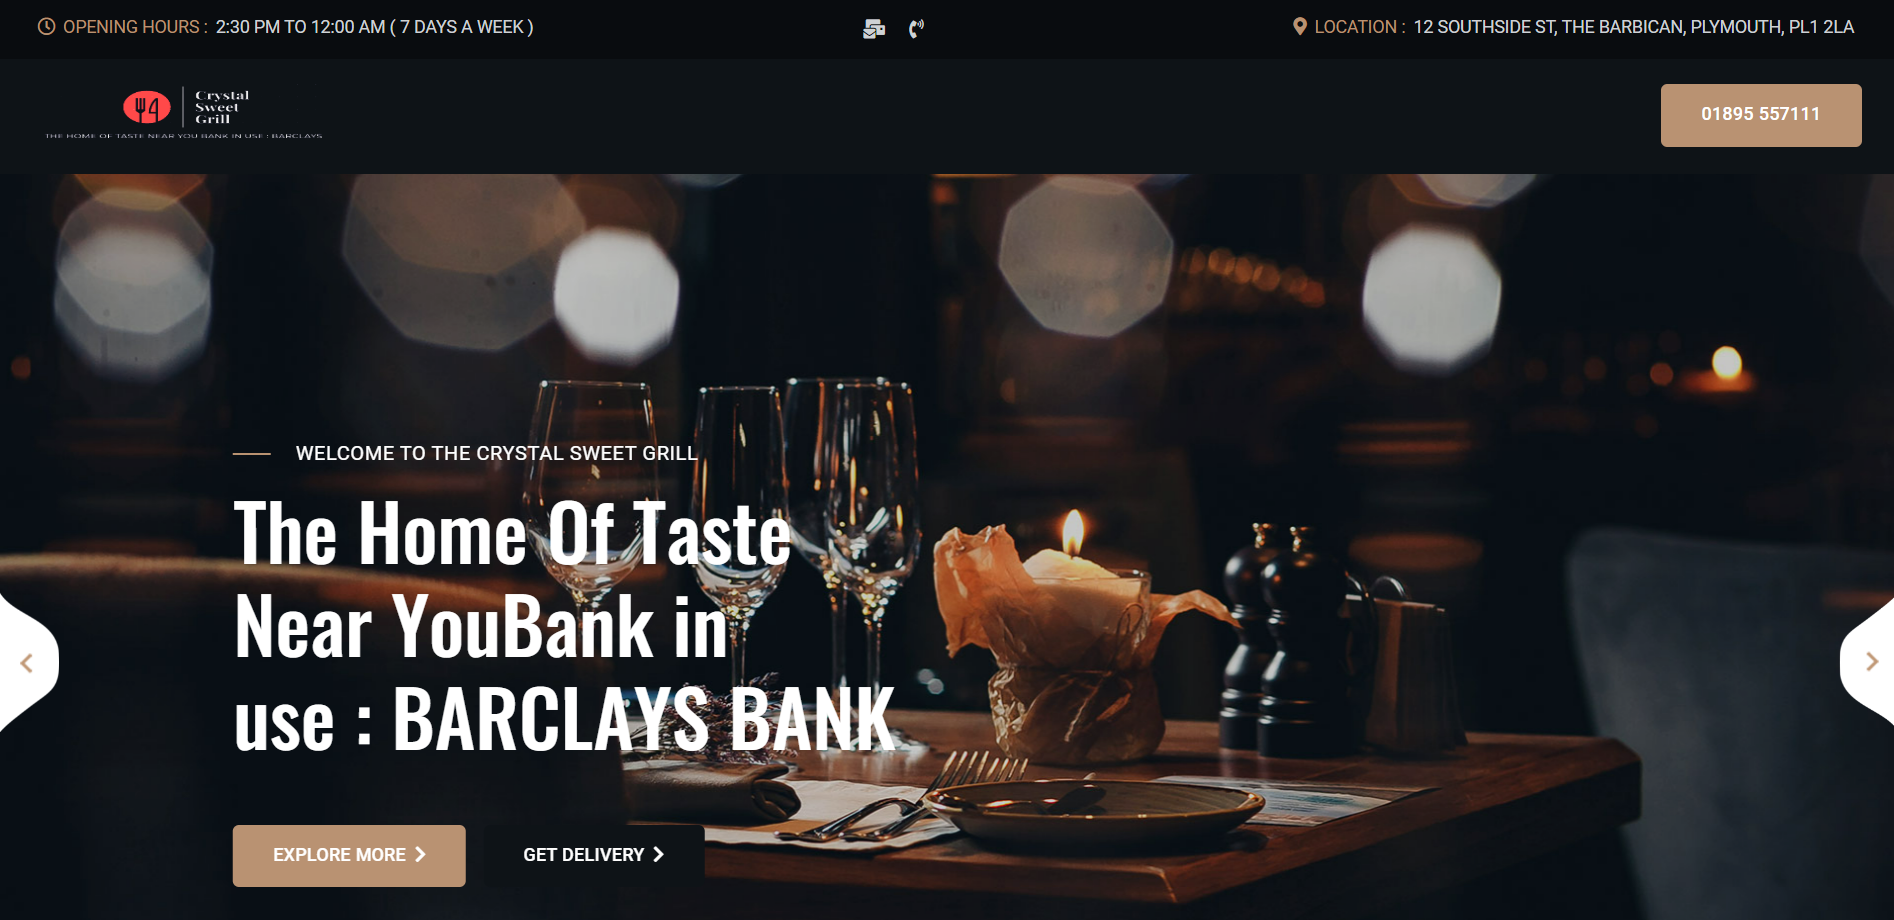 OPENING HOURS : 2:30 PM TO 12:00 AM ( 7 DAYS A WEEK )
LOCATION : 12 SOUTHSIDE ST, THE BARBICAN, PLYMOUTH, PL1 2LA
Crystal
Sweet
Grill
THE HOME OF TASTE NEAR YOU BANK IN USE : BARCLAYS
01895 557111
WELCOME TO THE CRYSTAL SWEET GRILL
The Home Of Taste
Near YouBank in
use : BARCLAYS BANK
EXPLORE MORE
GET DELIVERY